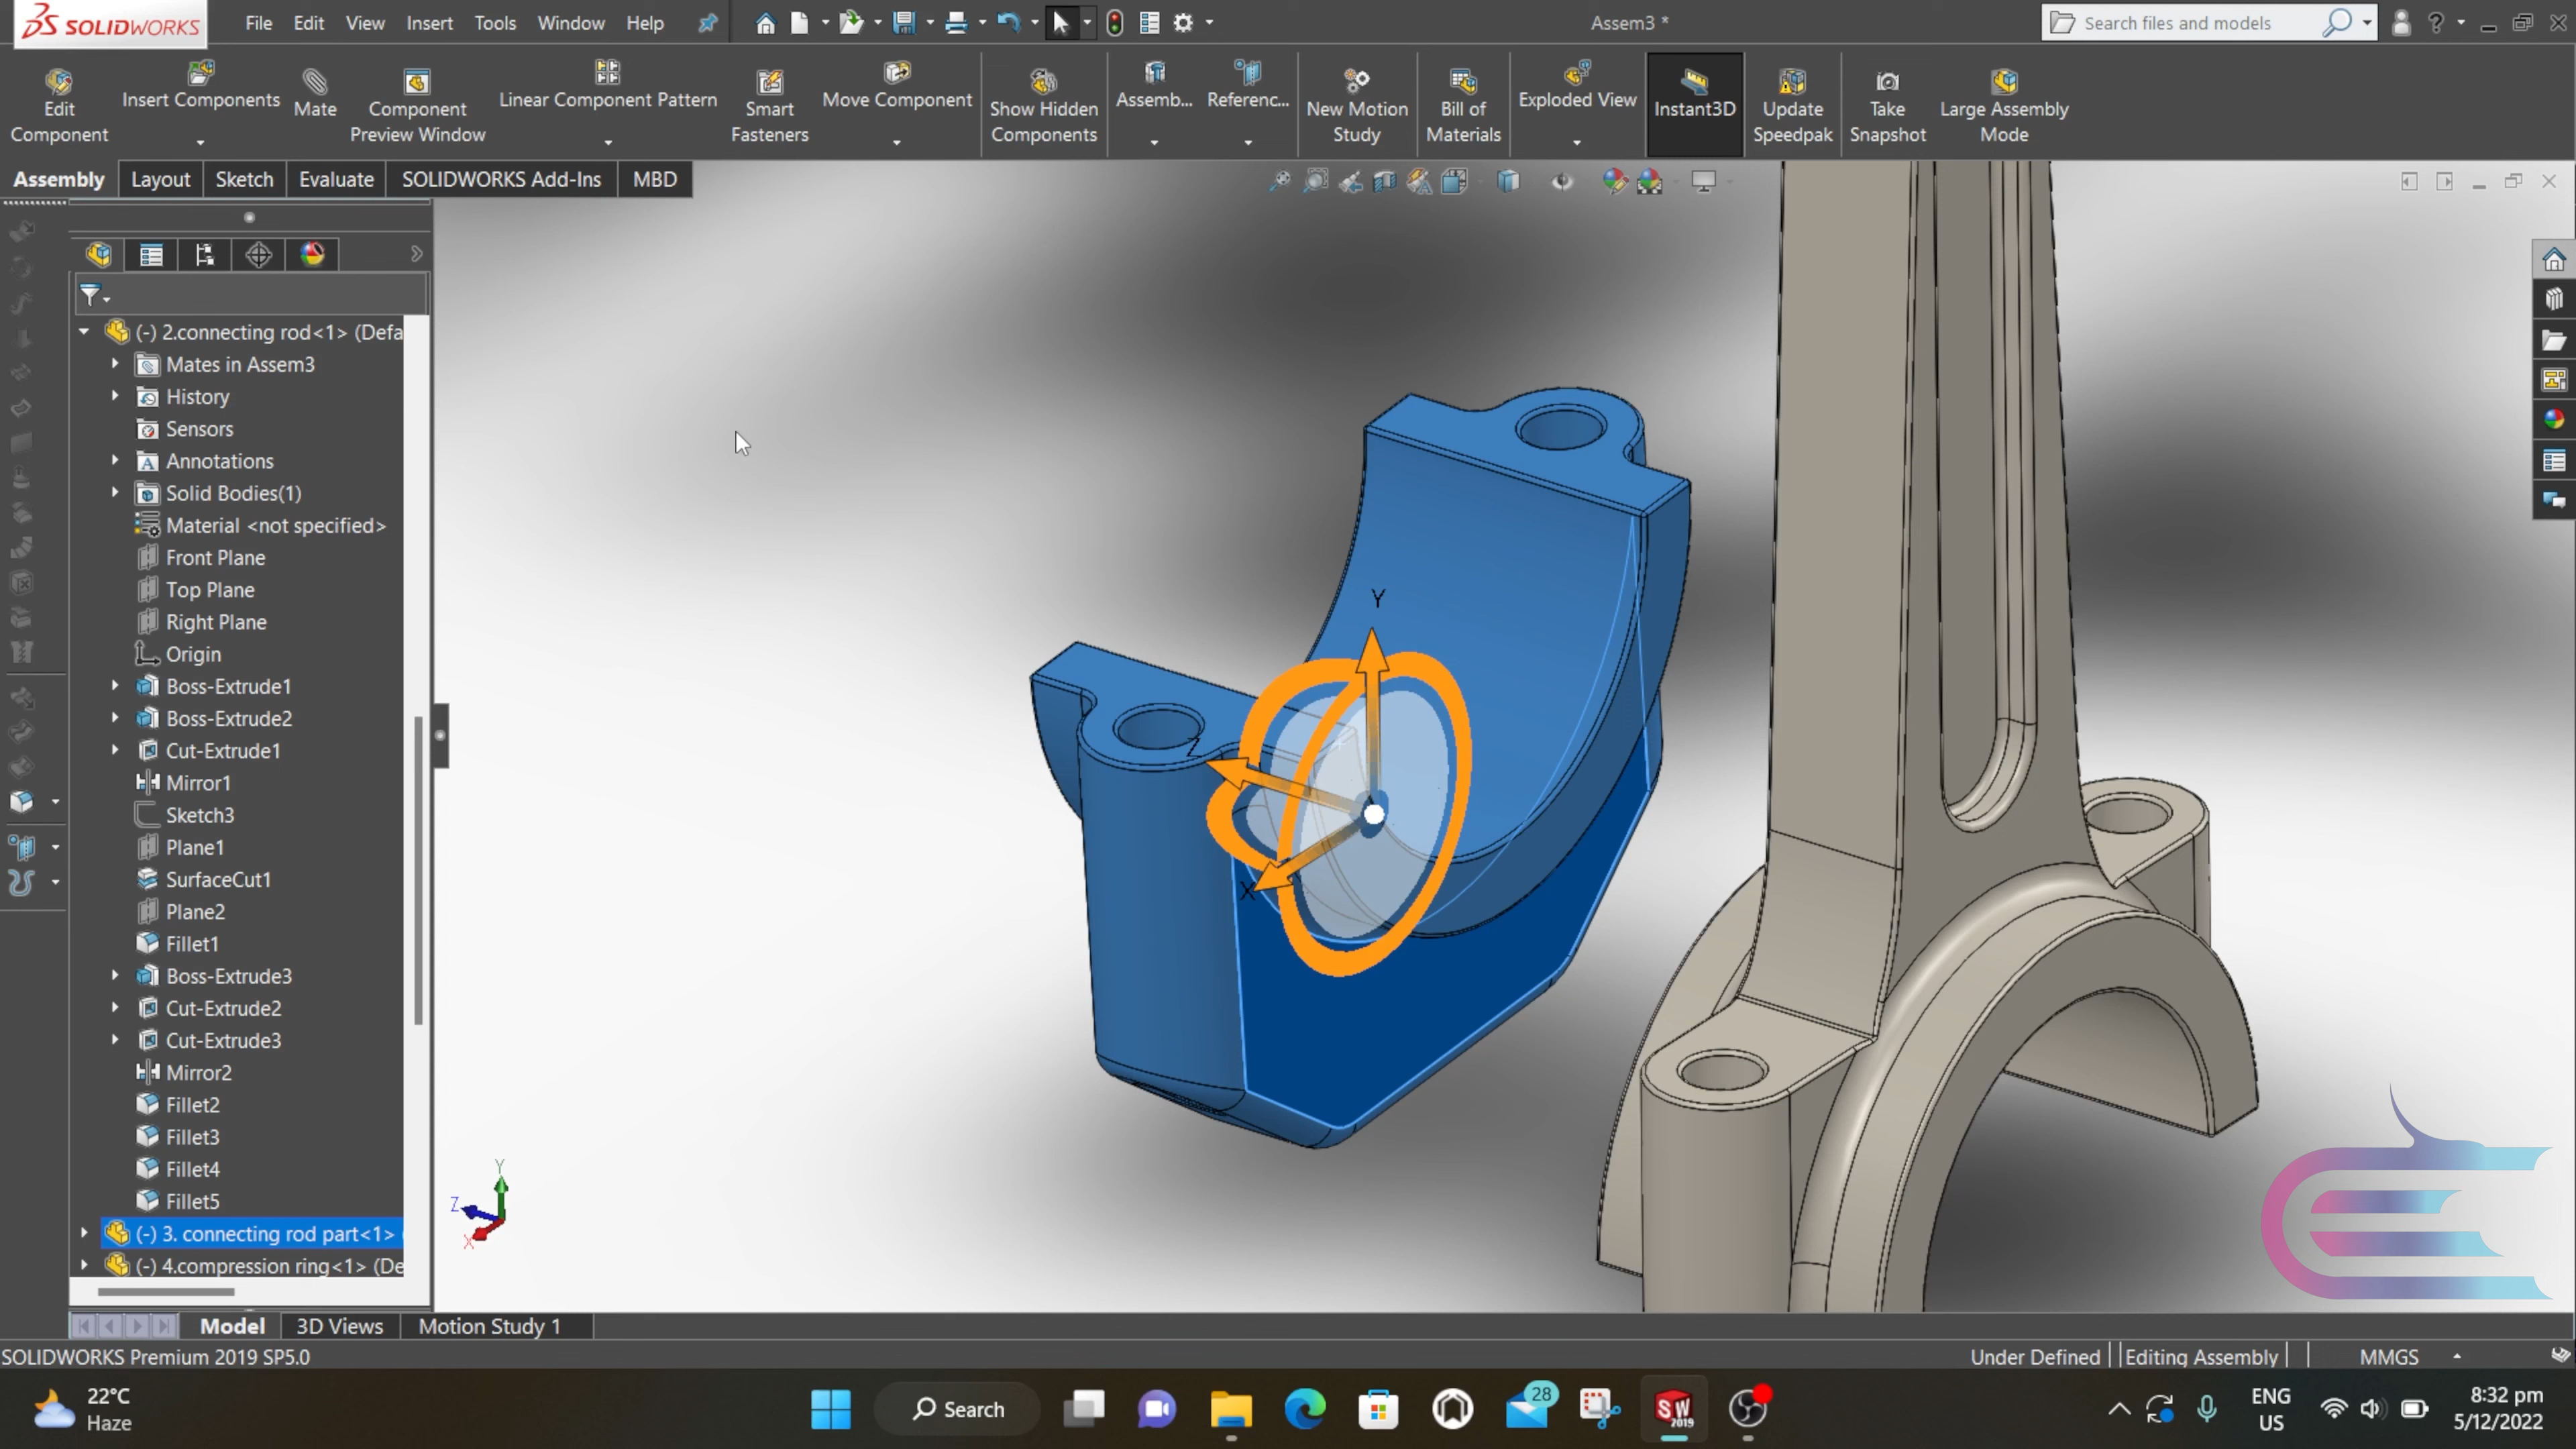 SOLIDWORKS
File Edit View Insert Tools Window Help
Assem3 *
Search files and models
Edit Component
Insert Components
Mate
Component Preview Window
Linear Component Pattern
Smart Fasteners
Move Component
Show Hidden Components
Assemb...
Referenc...
New Motion Study
Bill of Materials
Exploded View
Instant3D
Update Speedpak
Take Snapshot
Large Assembly Mode
Assembly Layout Sketch Evaluate SOLIDWORKS Add-Ins MBD
(-) 2.connecting rod<1> (Defa
Mates in Assem3
History
Sensors
Annotations
Solid Bodies(1)
Material <not specified>
Front Plane
Top Plane
Right Plane
Origin
Boss-Extrude1
Boss-Extrude2
Cut-Extrude1
Mirror1
Sketch3
Plane1
SurfaceCut1
Plane2
Fillet1
Boss-Extrude3
Cut-Extrude2
Cut-Extrude3
Mirror2
Fillet2
Fillet3
Fillet4
Fillet5
(-) 3. connecting rod part<1>
(-) 4.compression ring<1> (De
Y
Z
X
Y
Z
X
Model 3D Views Motion Study 1
SOLIDWORKS Premium 2019 SP5.0
Under Defined Editing Assembly MMGS
22°C
Haze
Search
28
SW
2019
ENG
US
8:32 pm
5/12/2022